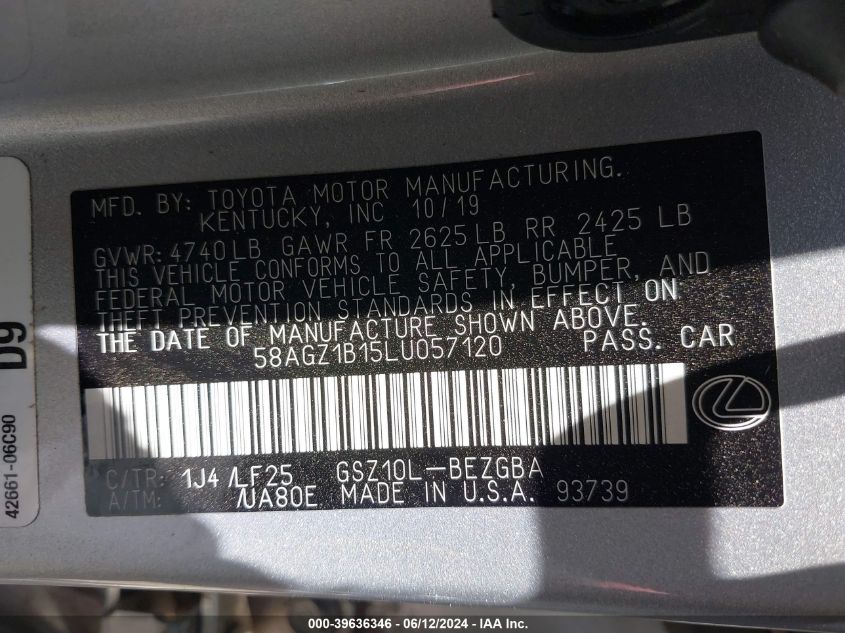 MFD. BY: TOYOTA MOTOR MANUFACTURING.
KENTUCKY, INC 10/19
GVWR: 4740LB GAWR FR 2625LB RR 2425 LB
THIS VEHICLE CONFORMS TO ALL APPLICABLE
FEDERAL MOTOR VEHICLE SAFETY, BUMPER, AND
THEFT PREVENTION STANDARDS IN EFFECT ON
THE DATE OF MANUFACTURE SHOWN ABOVE.
58AGZ1B15LU057120 PASS. CAR
C/TR: 1J4 /LF25 GSZ10L-BEZGBA
A/TM: /UA80E MADE IN U.S.A. 93739
D9
42661-06C90
000-39636346 - 06/12/2024 - IAA Inc.